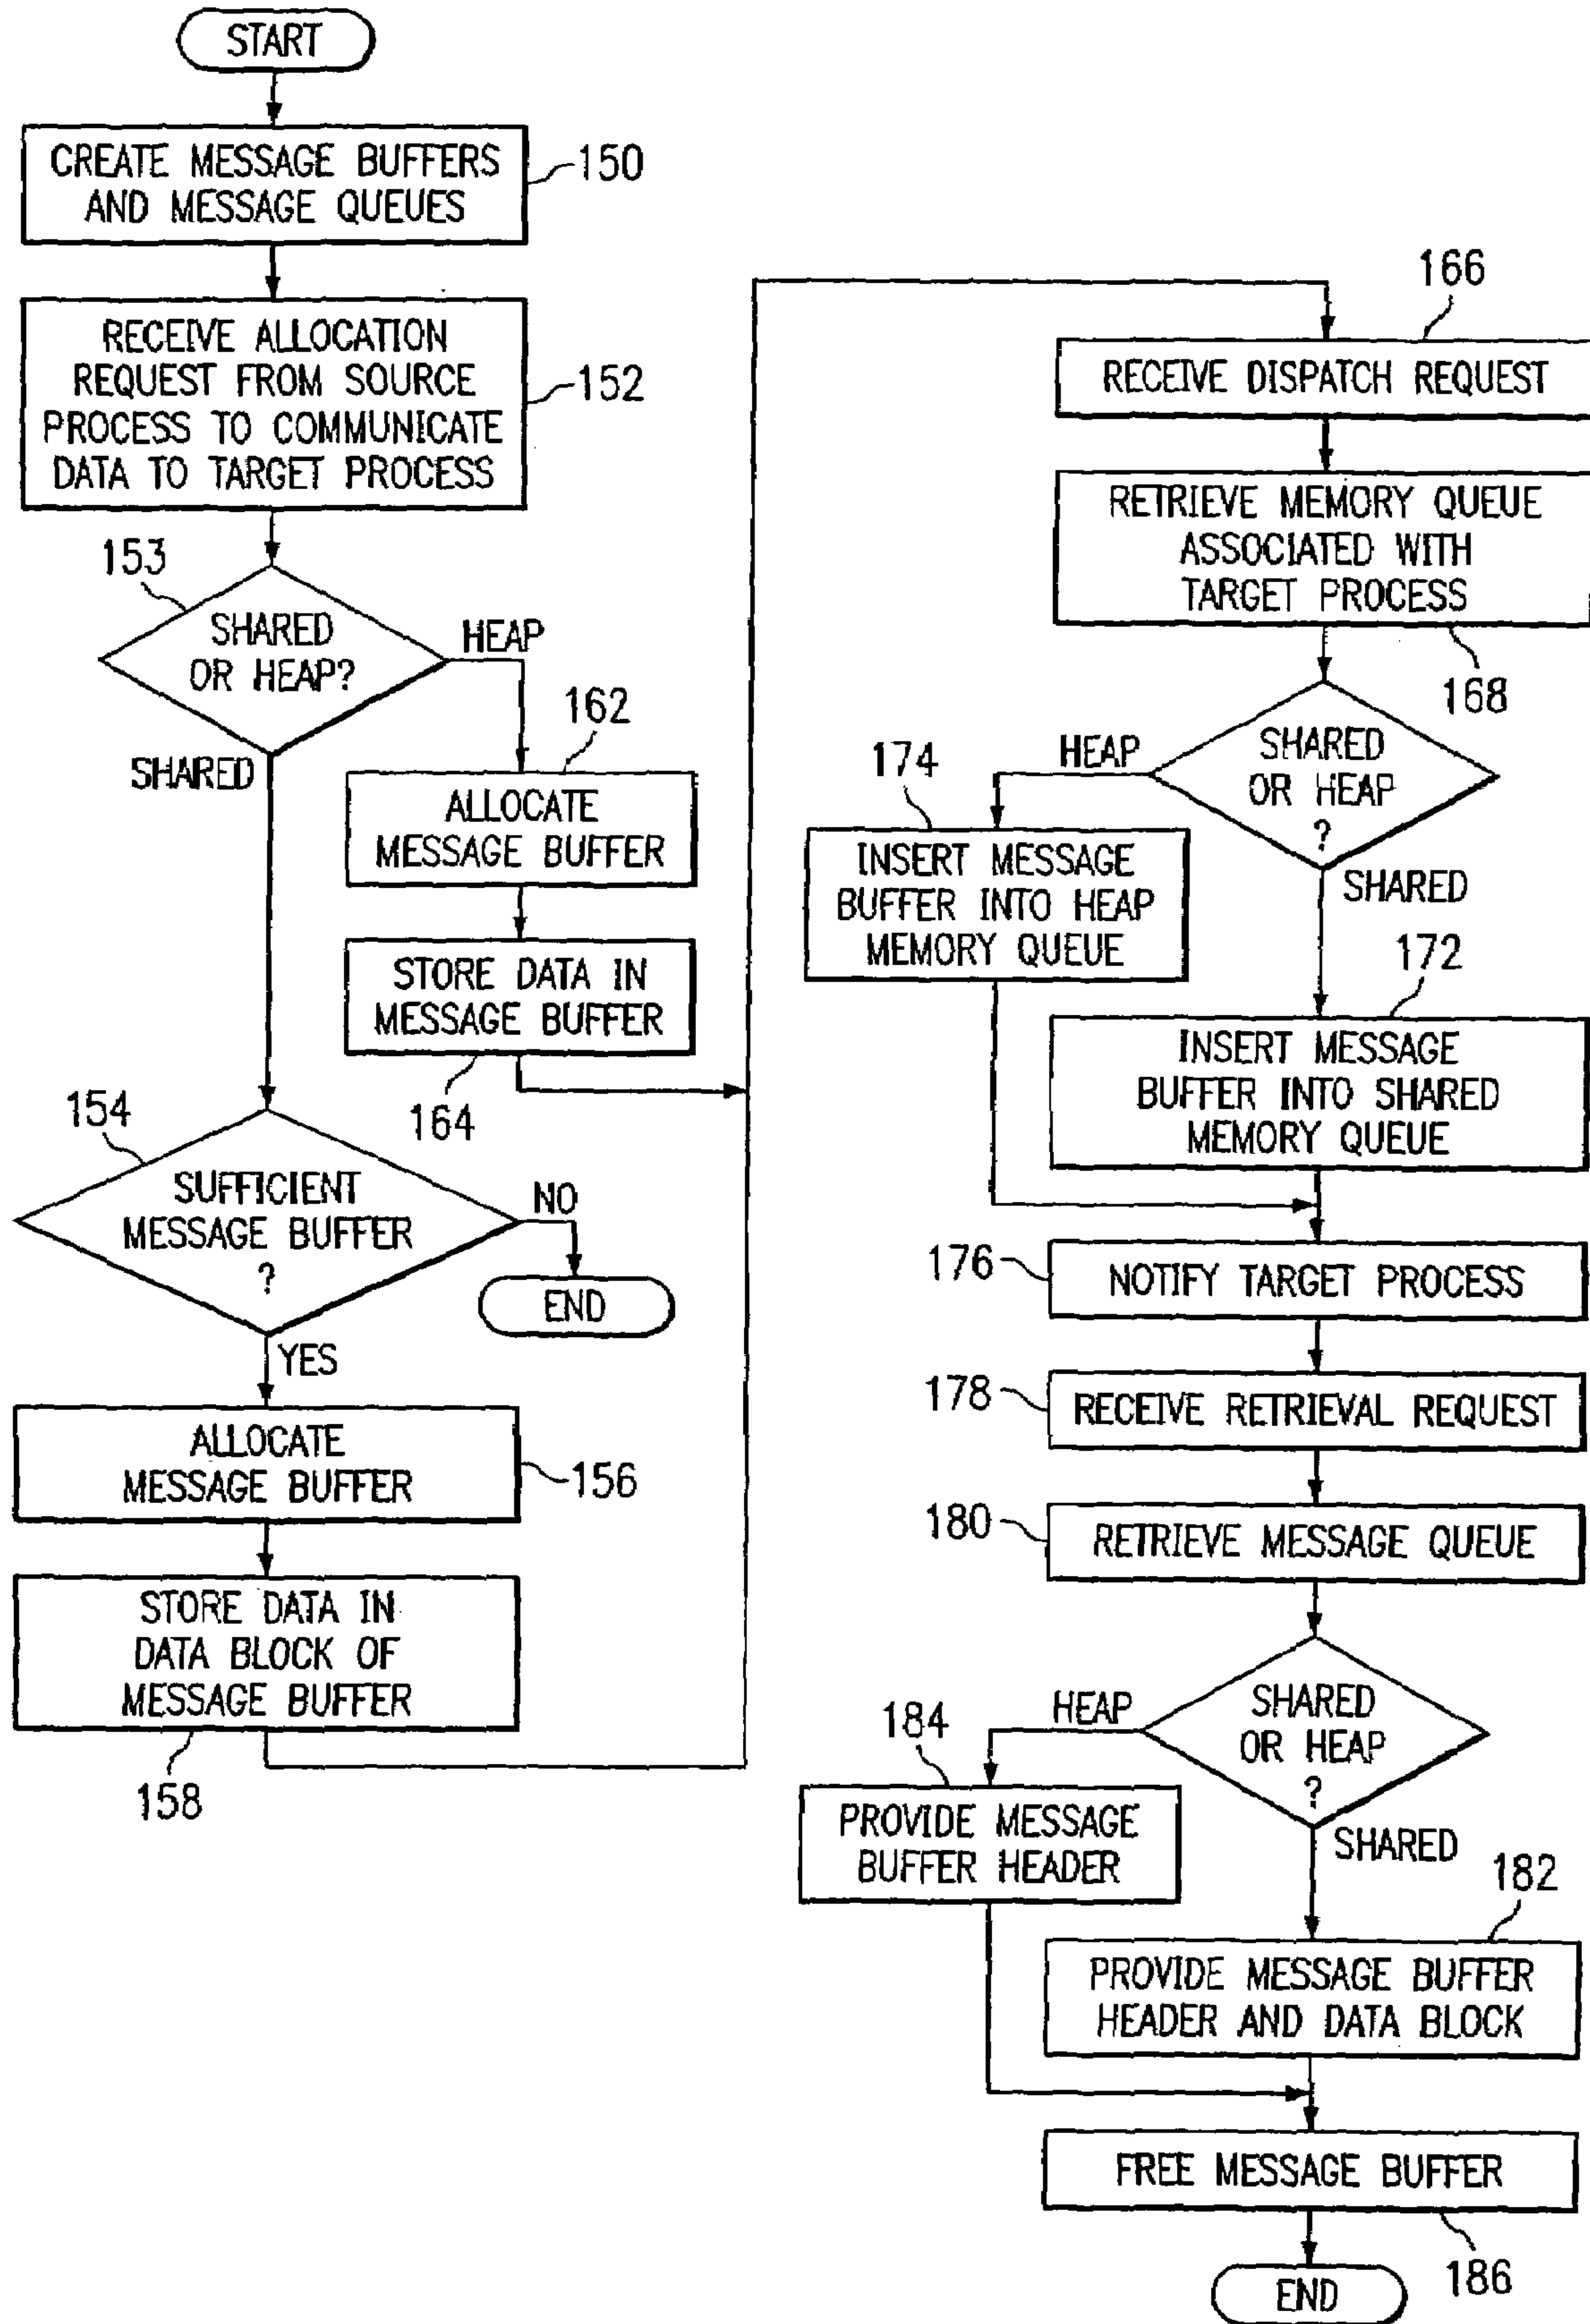 START
CREATE MESSAGE BUFFERS
AND MESSAGE QUEUES
150
RECEIVE ALLOCATION
REQUEST FROM SOURCE
PROCESS TO COMMUNICATE
DATA TO TARGET PROCESS
152
153
SHARED
OR HEAP?
HEAP
SHARED
162
ALLOCATE
MESSAGE BUFFER
STORE DATA IN
MESSAGE BUFFER
164
154
SUFFICIENT
MESSAGE BUFFER
?
NO
END
YES
ALLOCATE
MESSAGE BUFFER
156
STORE DATA IN
DATA BLOCK OF
MESSAGE BUFFER
158
166
RECEIVE DISPATCH REQUEST
RETRIEVE MEMORY QUEUE
ASSOCIATED WITH
TARGET PROCESS
168
SHARED
OR HEAP
?
HEAP
SHARED
174
INSERT MESSAGE
BUFFER INTO HEAP
MEMORY QUEUE
172
INSERT MESSAGE
BUFFER INTO SHARED
MEMORY QUEUE
176
NOTIFY TARGET PROCESS
178
RECEIVE RETRIEVAL REQUEST
180
RETRIEVE MESSAGE QUEUE
SHARED
OR HEAP
?
HEAP
SHARED
184
PROVIDE MESSAGE
BUFFER HEADER
182
PROVIDE MESSAGE BUFFER
HEADER AND DATA BLOCK
FREE MESSAGE BUFFER
186
END